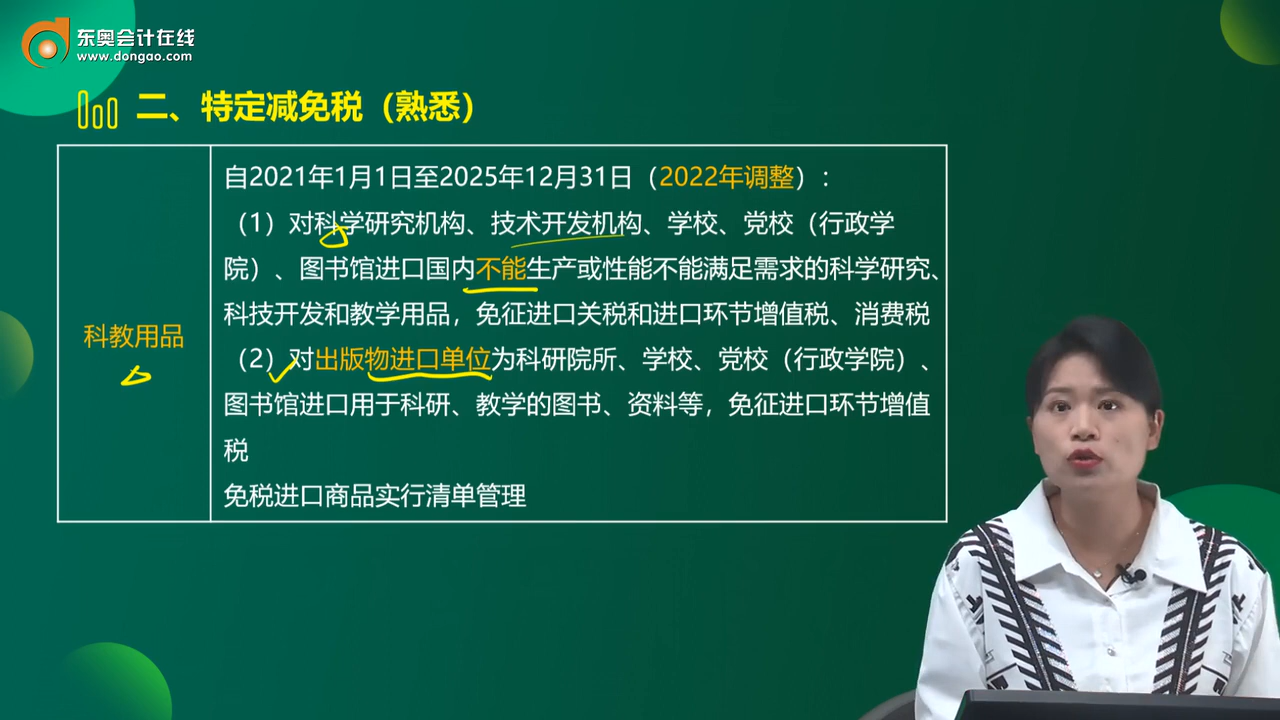 东奥会计在线
www.dongao.com
二、特定减免税（熟悉）
科教用品
自2021年1月1日至2025年12月31日（2022年调整）：
（1）对科学研究机构、技术开发机构、学校、党校（行政学
院）、图书馆进口国内不能生产或性能不能满足需求的科学研究、
科技开发和教学用品，免征进口关税和进口环节增值税、消费税
（2）对出版物进口单位为科研院所、学校、党校（行政学院）、
图书馆进口用于科研、教学的图书、资料等，免征进口环节增值
税
免税进口商品实行清单管理